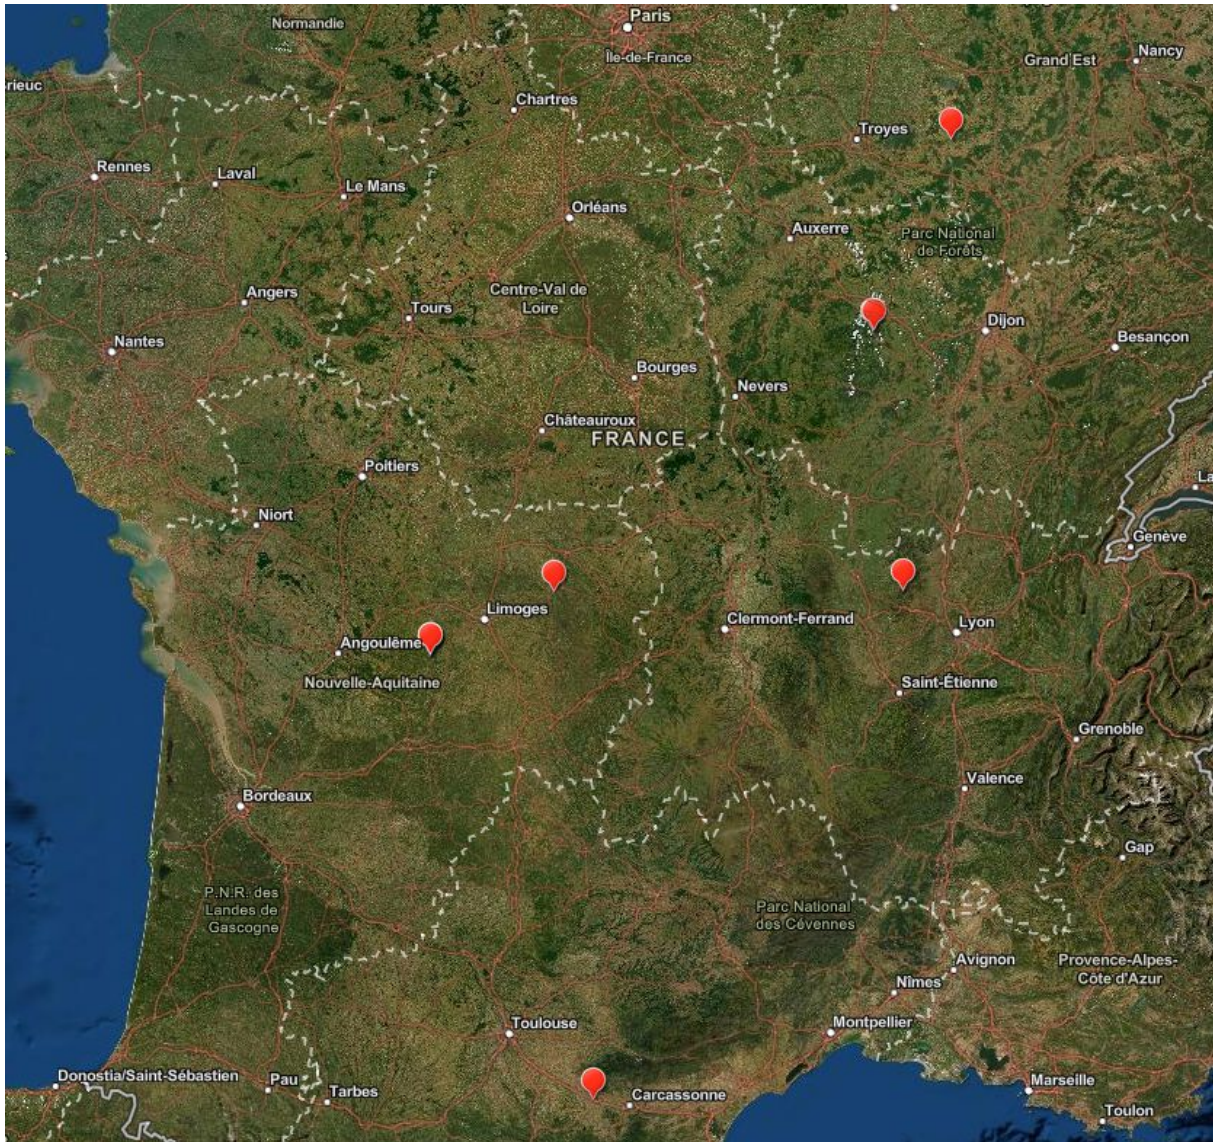 Paris
Normandie
Île-de-France
Nancy
Grand Est
rieuc
Chartres
Troyes
Rennes
Laval
Le Mans
Orléans
Auxerre
Parc National
de Forêts
Angers
Centre-Val de
Loire
Tours
Dijon
Nantes
Besançon
Bourges
Nevers
Châteauroux
FRANCE
Poitiers
La
Niort
Genève
Limoges
Clermont-Ferrand
Lyon
Angoulême
Nouvelle-Aquitaine
Saint-Étienne
Grenoble
Valence
Bordeaux
Gap
P.N.R. des
Landes de
Gascogne
Parc National
des Cévennes
Avignon
Provence-Alpes-
Côte d'Azur
Nîmes
Toulouse
Montpellier
Donostia/Saint-Sébastien
Pau
Tarbes
Carcassonne
Marseille
Toulon